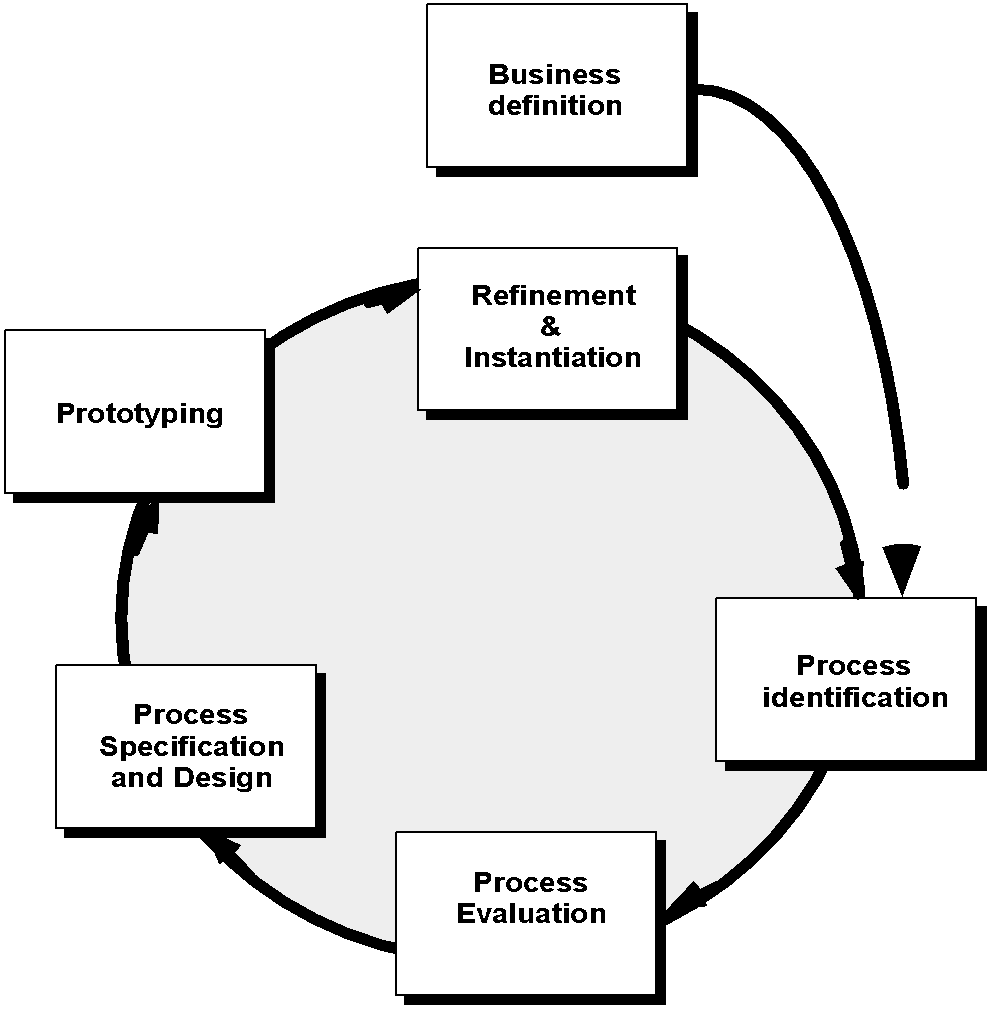 Business
definition
Refinement
&
Instantiation
Prototyping
Process
identification
Process
Specification
and Design
Process
Evaluation